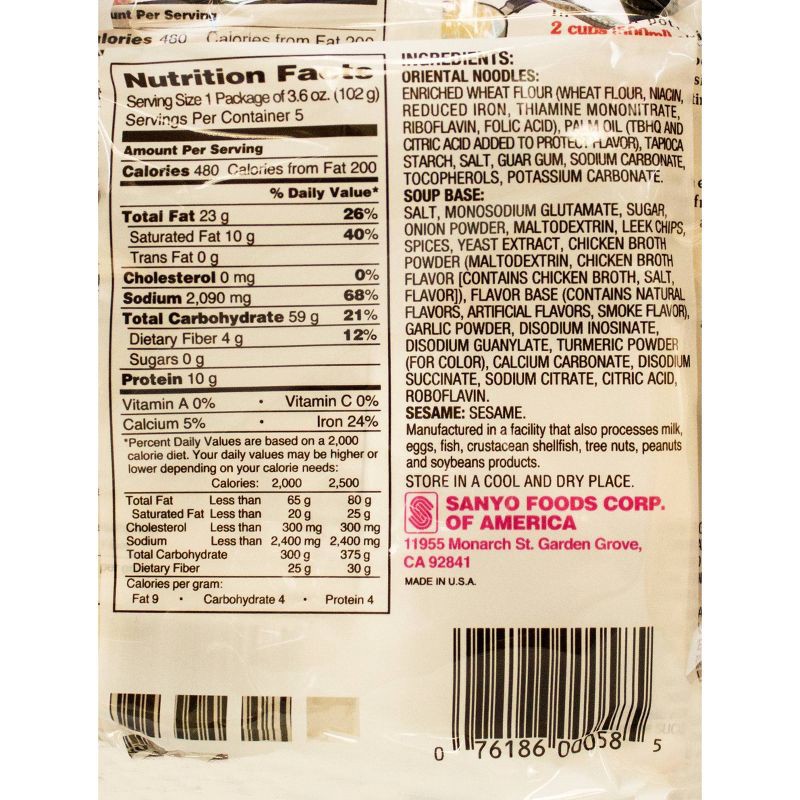 unt Per Serving
lories 480 Calories from Fat 200
2 cups (500ml)
Nutrition Facts
Serving Size 1 Package of 3.6 oz. (102 g)
Servings Per Container 5
Amount Per Serving
Calories 480 Calories from Fat 200
% Daily Value*
Total Fat 23 g 26%
Saturated Fat 10 g 40%
Trans Fat 0 g
Cholesterol 0 mg 0%
Sodium 2,090 mg 68%
Total Carbohydrate 59 g 21%
Dietary Fiber 4 g 12%
Sugars 0 g
Protein 10 g
Vitamin A 0% • Vitamin C 0%
Calcium 5% • Iron 24%
*Percent Daily Values are based on a 2,000
calorie diet. Your daily values may be higher or
lower depending on your calorie needs:
Calories: 2,000 2,500
Total Fat Less than 65 g 80 g
Saturated Fat Less than 20 g 25 g
Cholesterol Less than 300 mg 300 mg
Sodium Less than 2,400 mg 2,400 mg
Total Carbohydrate 300 g 375 g
Dietary Fiber 25 g 30 g
Calories per gram:
Fat 9 • Carbohydrate 4 • Protein 4
INGREDIENTS:
ORIENTAL NOODLES:
ENRICHED WHEAT FLOUR (WHEAT FLOUR, NIACIN,
REDUCED IRON, THIAMINE MONONITRATE,
RIBOFLAVIN, FOLIC ACID), PALM OIL (TBHQ AND
CITRIC ACID ADDED TO PROTECT FLAVOR), TAPIOCA
STARCH, SALT, GUAR GUM, SODIUM CARBONATE,
TOCOPHEROLS, POTASSIUM CARBONATE.
SOUP BASE:
SALT, MONOSODIUM GLUTAMATE, SUGAR,
ONION POWDER, MALTODEXTRIN, LEEK CHIPS,
SPICES, YEAST EXTRACT, CHICKEN BROTH
POWDER (MALTODEXTRIN, CHICKEN BROTH
FLAVOR [CONTAINS CHICKEN BROTH, SALT,
FLAVOR]), FLAVOR BASE (CONTAINS NATURAL
FLAVORS, ARTIFICIAL FLAVORS, SMOKE FLAVOR),
GARLIC POWDER, DISODIUM INOSINATE,
DISODIUM GUANYLATE, TURMERIC POWDER
(FOR COLOR), CALCIUM CARBONATE, DISODIUM
SUCCINATE, SODIUM CITRATE, CITRIC ACID,
ROBOFLAVIN.
SESAME: SESAME.
Manufactured in a facility that also processes milk,
eggs, fish, crustacean shellfish, tree nuts, peanuts
and soybeans products.
STORE IN A COOL AND DRY PLACE.
SANYO FOODS CORP.
OF AMERICA
11955 Monarch St. Garden Grove,
CA 92841
MADE IN U.S.A.
0 76186 00058 5